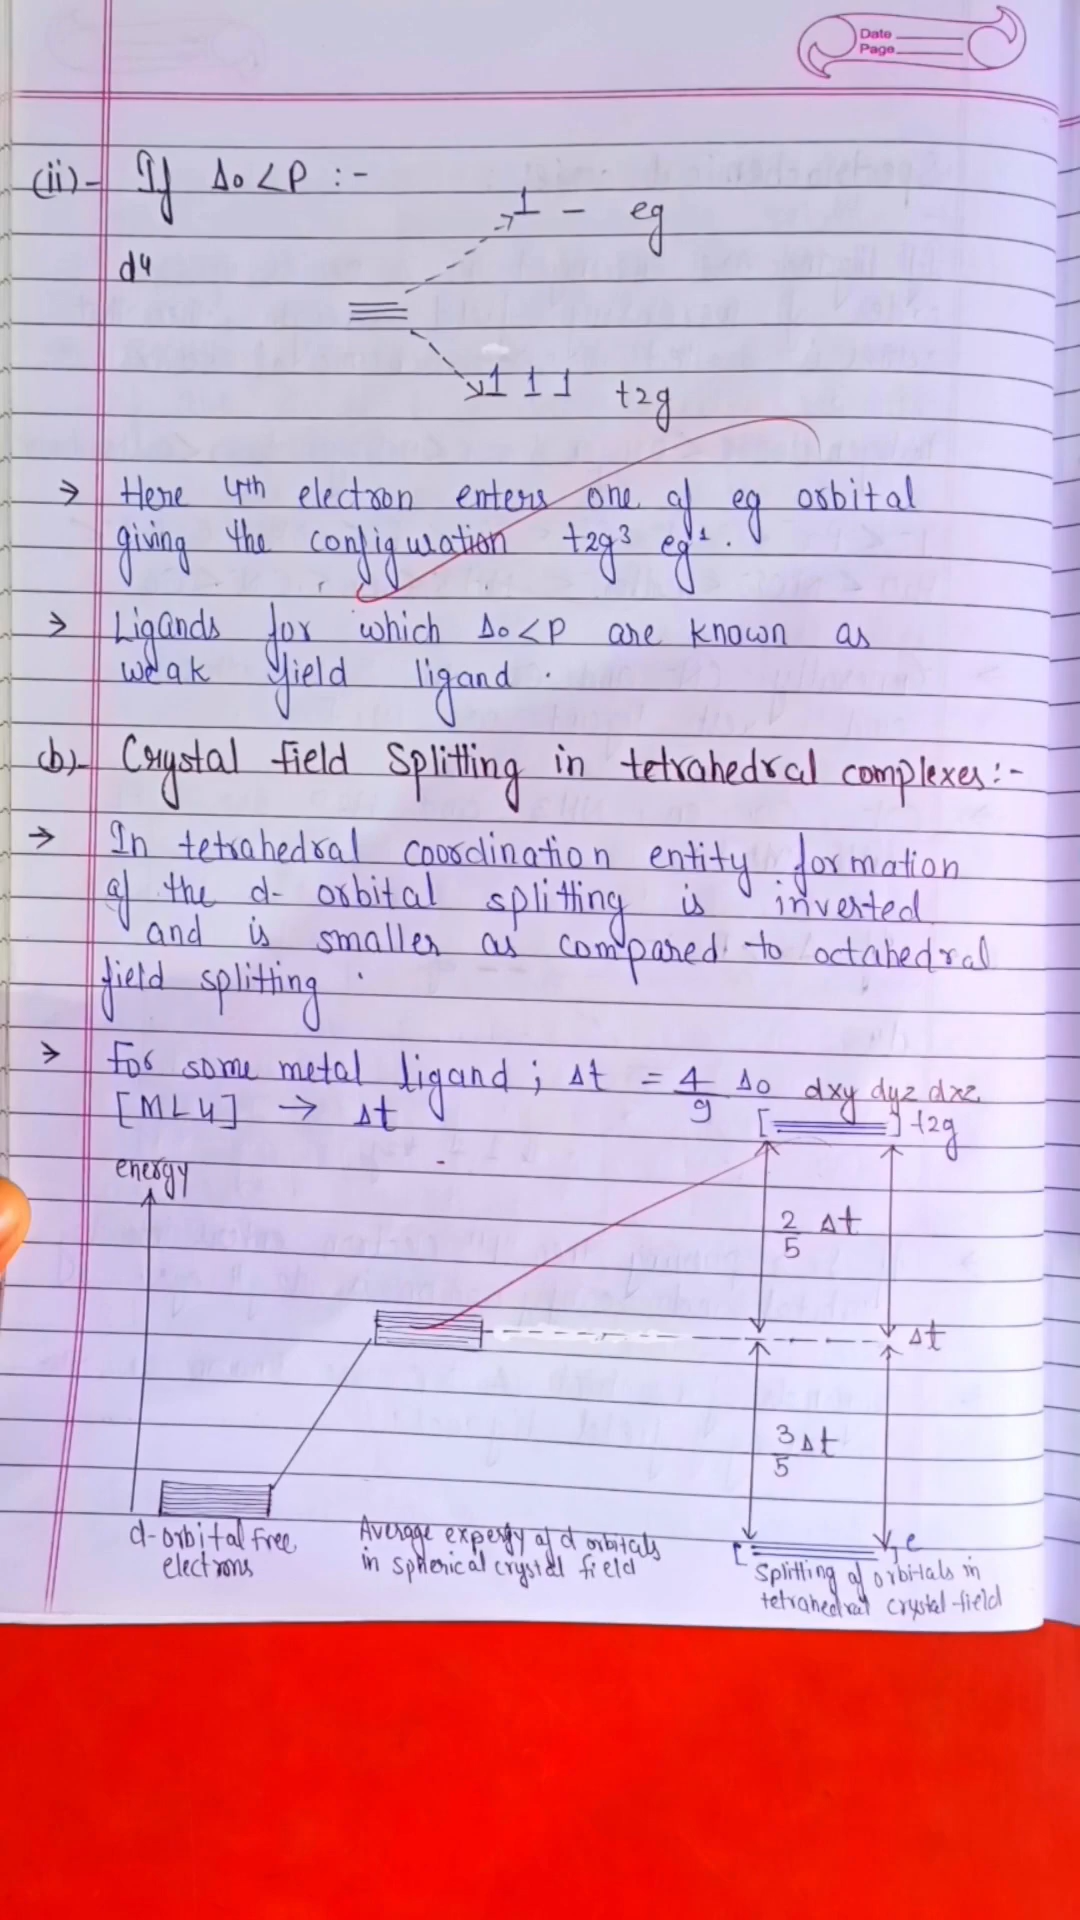 Date
Page
(ii)- If Δo<P :-
1 - eg
d4
1 1 1 t2g
→ Here 4th electron enters one of eg orbital
giving the configuration t2g³ eg¹.
→ Ligands for which Δo<P are known as
weak field ligand.
(b)- Crystal field Splitting in tetrahedral complexes:-
→ In tetrahedral coordination entity formation
of the d- orbital splitting is inverted
and is smaller as compared to octahedral
field splitting.
→ For some metal ligand; Δt = 4/9 Δo dxy dyz dxz
[ML4] → Δt [ ] t2g
energy
2/5 Δt
Δt
3/5 Δt
[ ] e
d-orbital free
electrons
Average expergy of d orbitals
in spherical crystal field
Splitting of orbitals in
tetrahedral crystal field